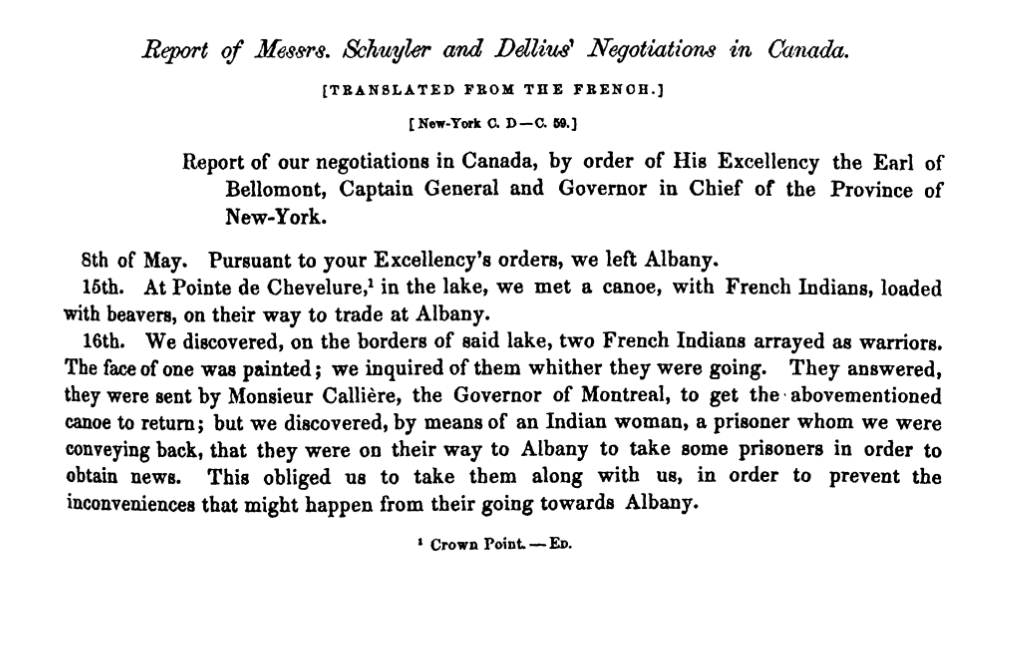 Report of Messrs. Schuyler and Dellius' Negotiations in Canada.
[TRANSLATED FROM THE FRENCH.]
[New-York C. D—C. 59.]
Report of our negotiations in Canada, by order of His Excellency the Earl of
Bellomont, Captain General and Governor in Chief of the Province of
New-York.
8th of May. Pursuant to your Excellency's orders, we left Albany.
15th. At Pointe de Chevelure,¹ in the lake, we met a canoe, with French Indians, loaded
with beavers, on their way to trade at Albany.
16th. We discovered, on the borders of said lake, two French Indians arrayed as warriors.
The face of one was painted; we inquired of them whither they were going. They answered,
they were sent by Monsieur Callière, the Governor of Montreal, to get the abovementioned
canoe to return; but we discovered, by means of an Indian woman, a prisoner whom we were
conveying back, that they were on their way to Albany to take some prisoners in order to
obtain news. This obliged us to take them along with us, in order to prevent the
inconveniences that might happen from their going towards Albany.
¹ Crown Point.—ED.